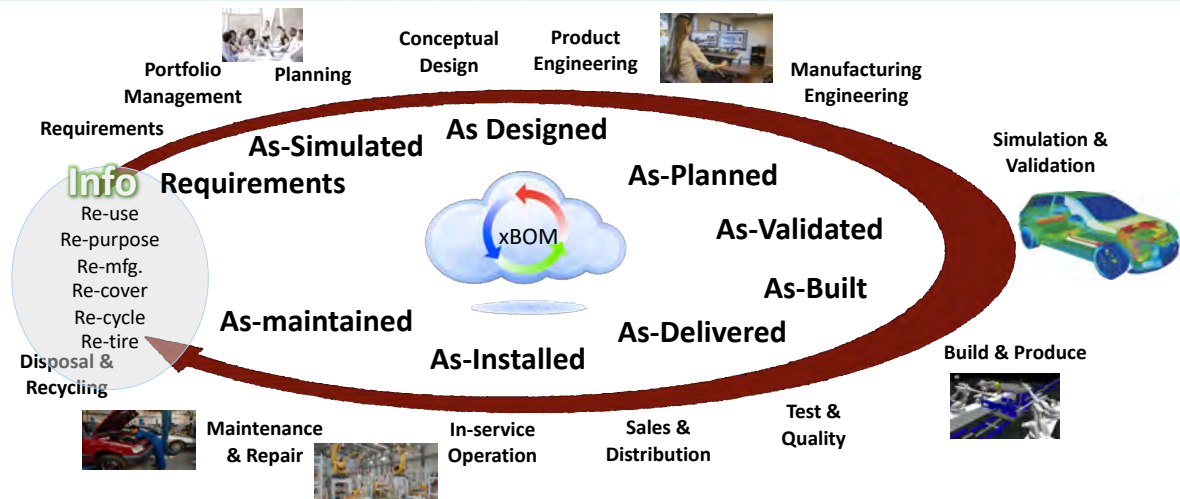 Conceptual
Design
Product
Engineering
Portfolio
Management
Planning
Manufacturing
Engineering
Requirements
Simulation &
Validation
As Designed
As-Simulated
Requirements
As-Planned
As-Validated
As-Built
As-Delivered
As-Installed
As-maintained
xBOM
Info
Re-use
Re-purpose
Re-mfg.
Re-cover
Re-cycle
Re-tire
Disposal &
Recycling
Build & Produce
Test &
Quality
Sales &
Distribution
In-service
Operation
Maintenance
& Repair